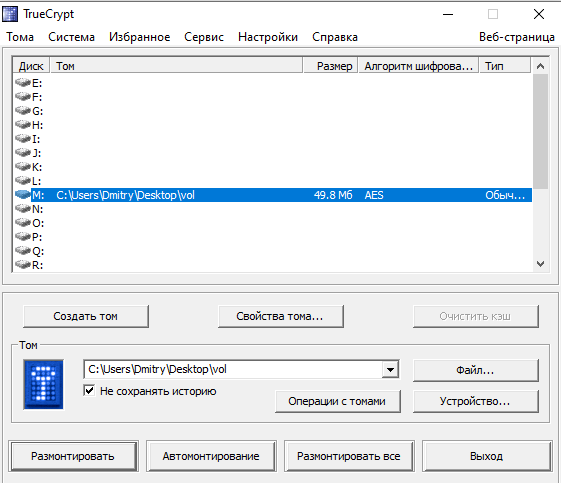 TrueCrypt
Тома Система Избранное Сервис Настройки Справка Веб-страница
Диск Том Размер Алгоритм шифрова... Тип
E:
F:
G:
H:
I:
J:
K:
L:
M: C:\Users\Dmitry\Desktop\vol 49.8 Мб AES Обыч...
N:
O:
P:
Q:
R:
Создать том Свойства тома... Очистить кэш
Том
C:\Users\Dmitry\Desktop\vol Файл...
Не сохранять историю
Операции с томами Устройство...
Размонтировать Автомонтирование Размонтировать все Выход